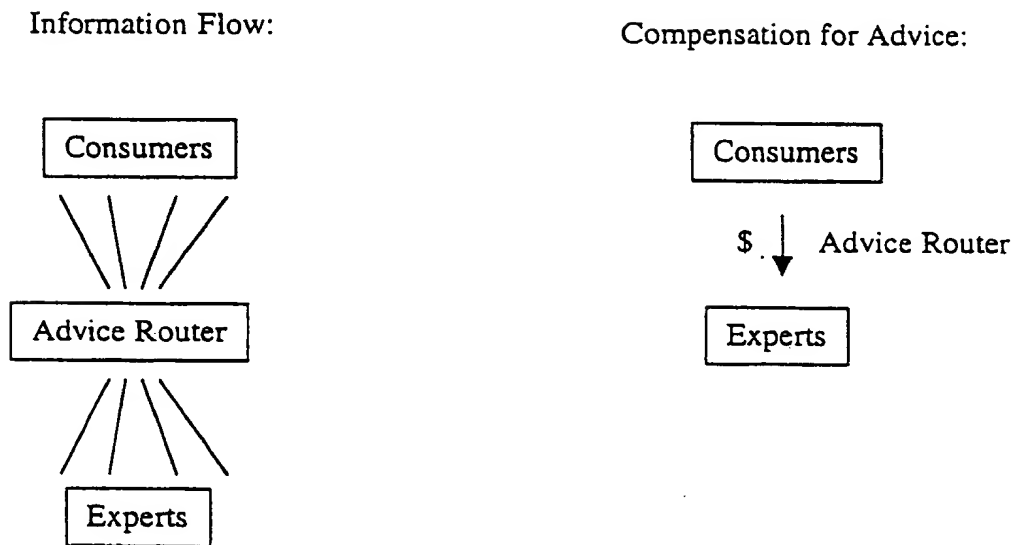 Information Flow:
Consumers
Advice Router
Experts
Compensation for Advice:
Consumers
$ Advice Router
Experts